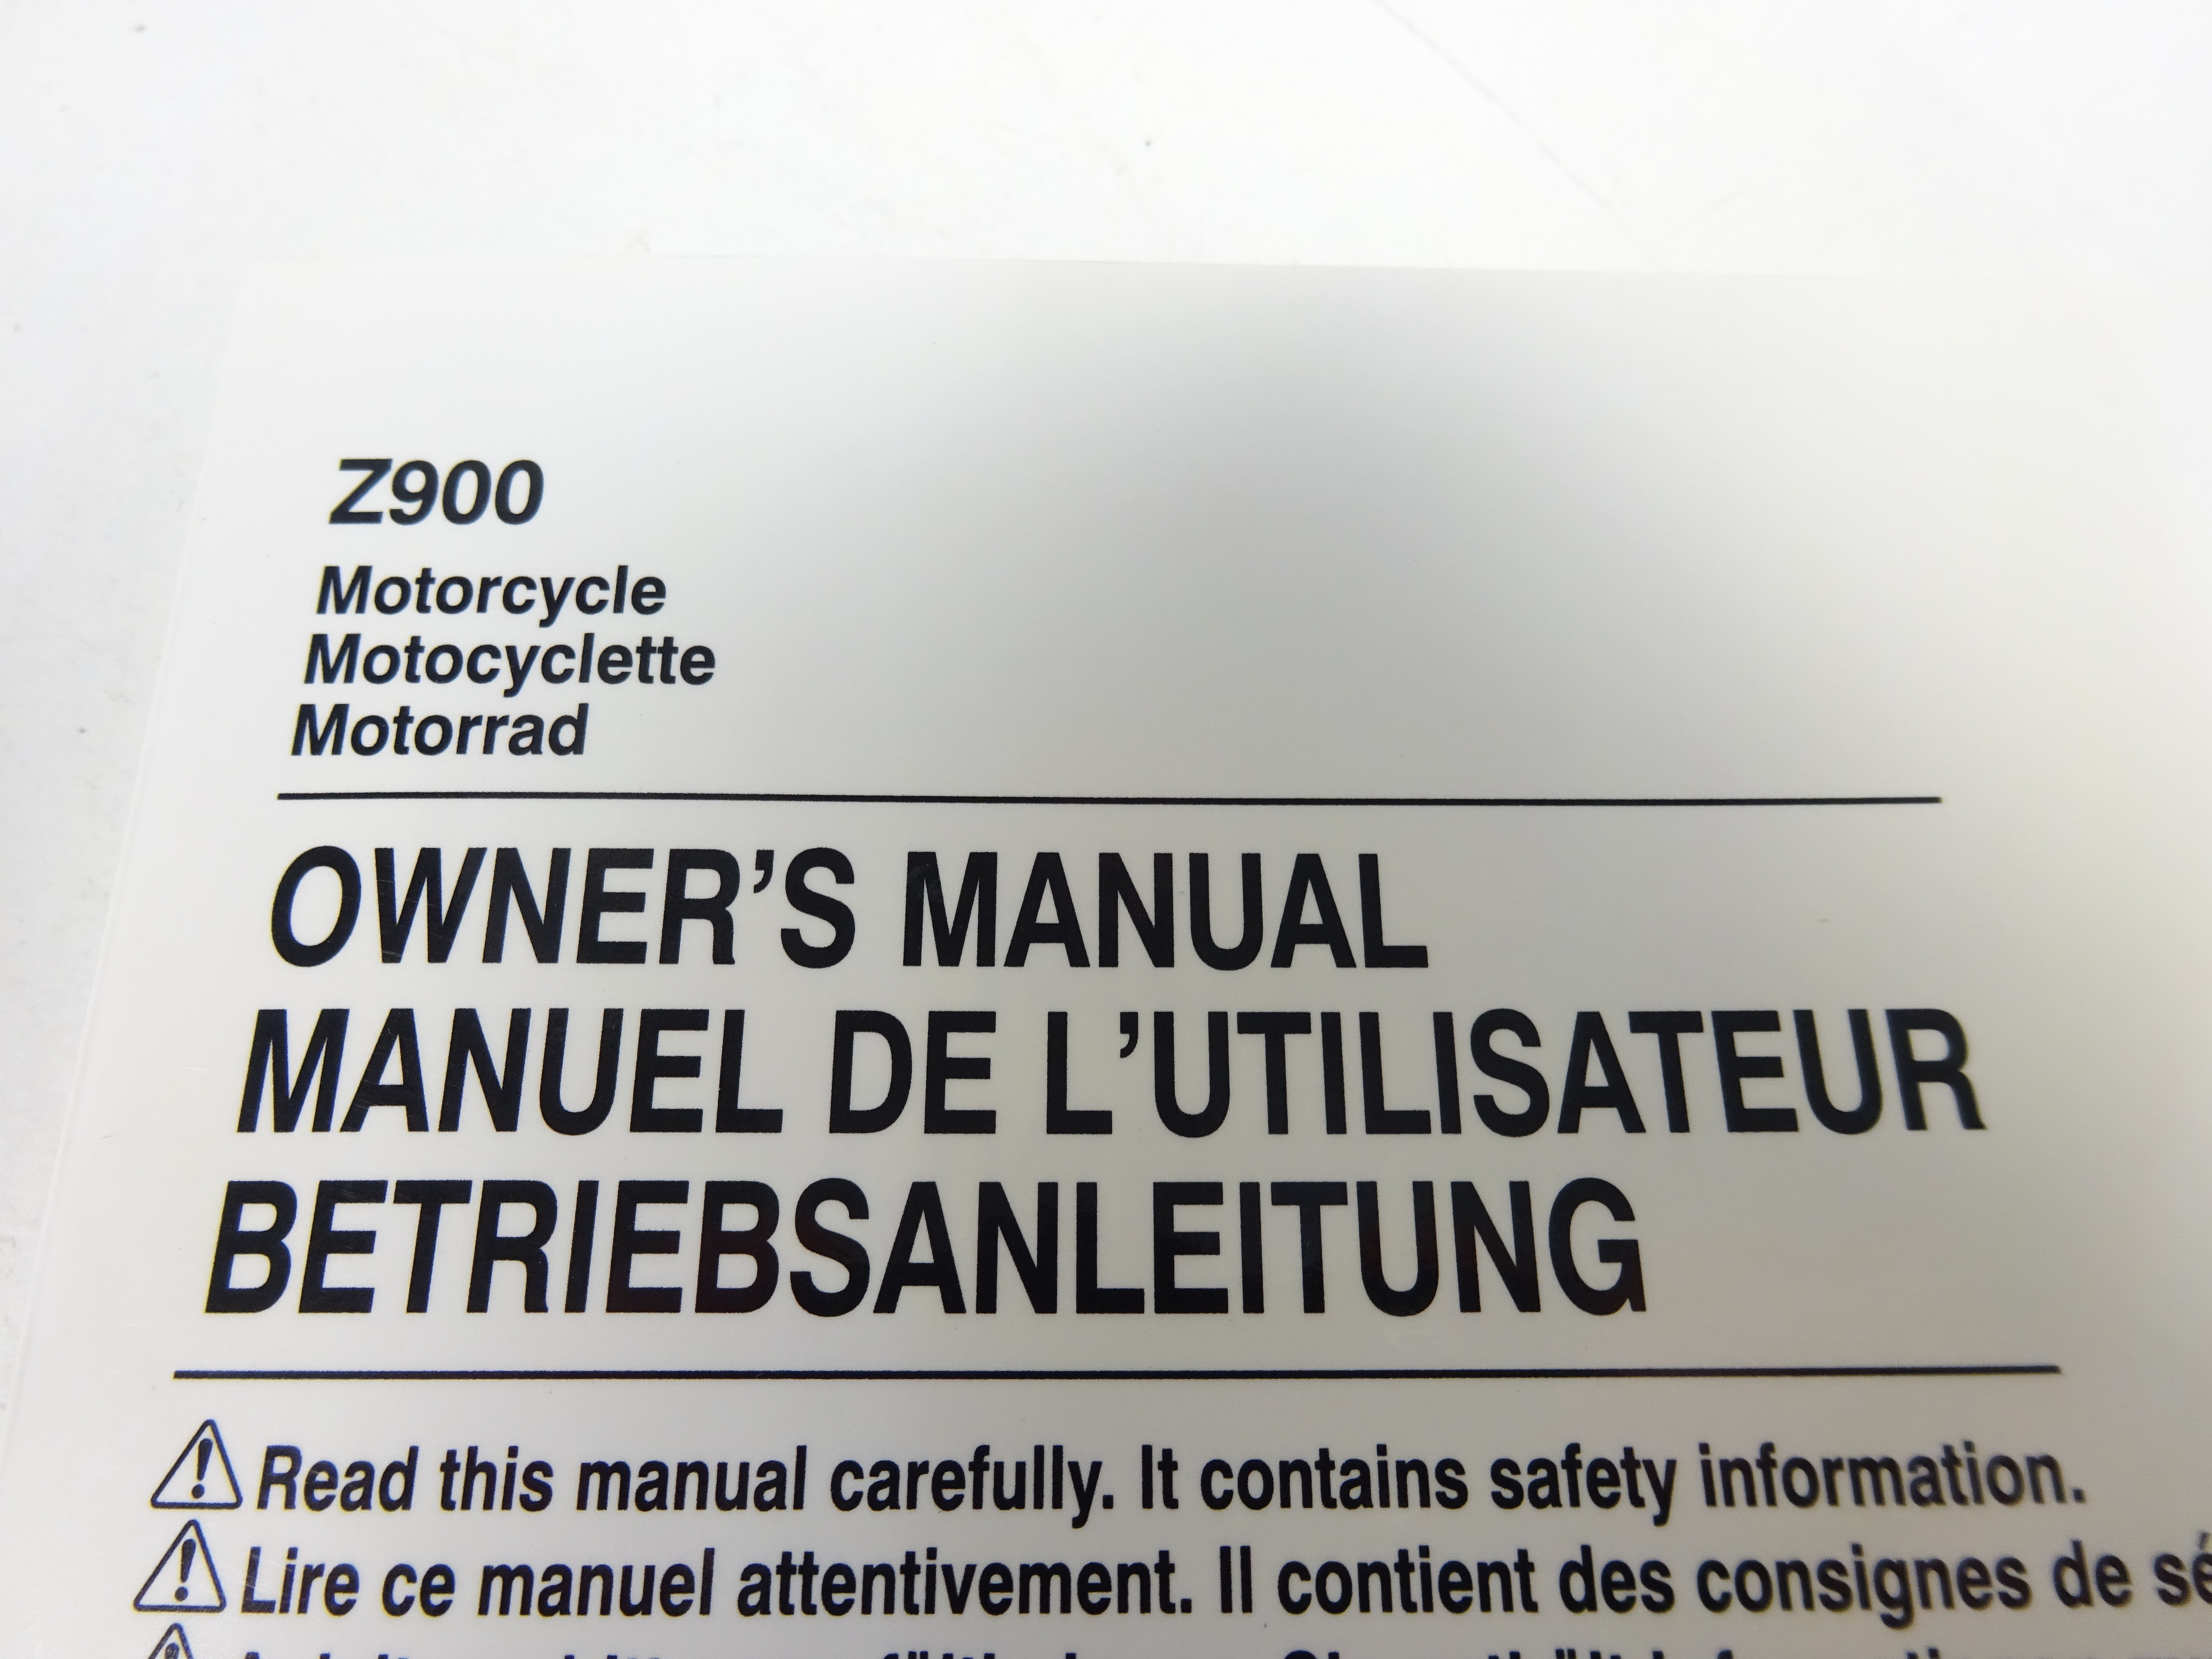 Z900
Motorcycle
Motocyclette
Motorrad
OWNER'S MANUAL
MANUEL DE L'UTILISATEUR
BETRIEBSANLEITUNG
Read this manual carefully. It contains safety information.
Lire ce manuel attentivement. Il contient des consignes de